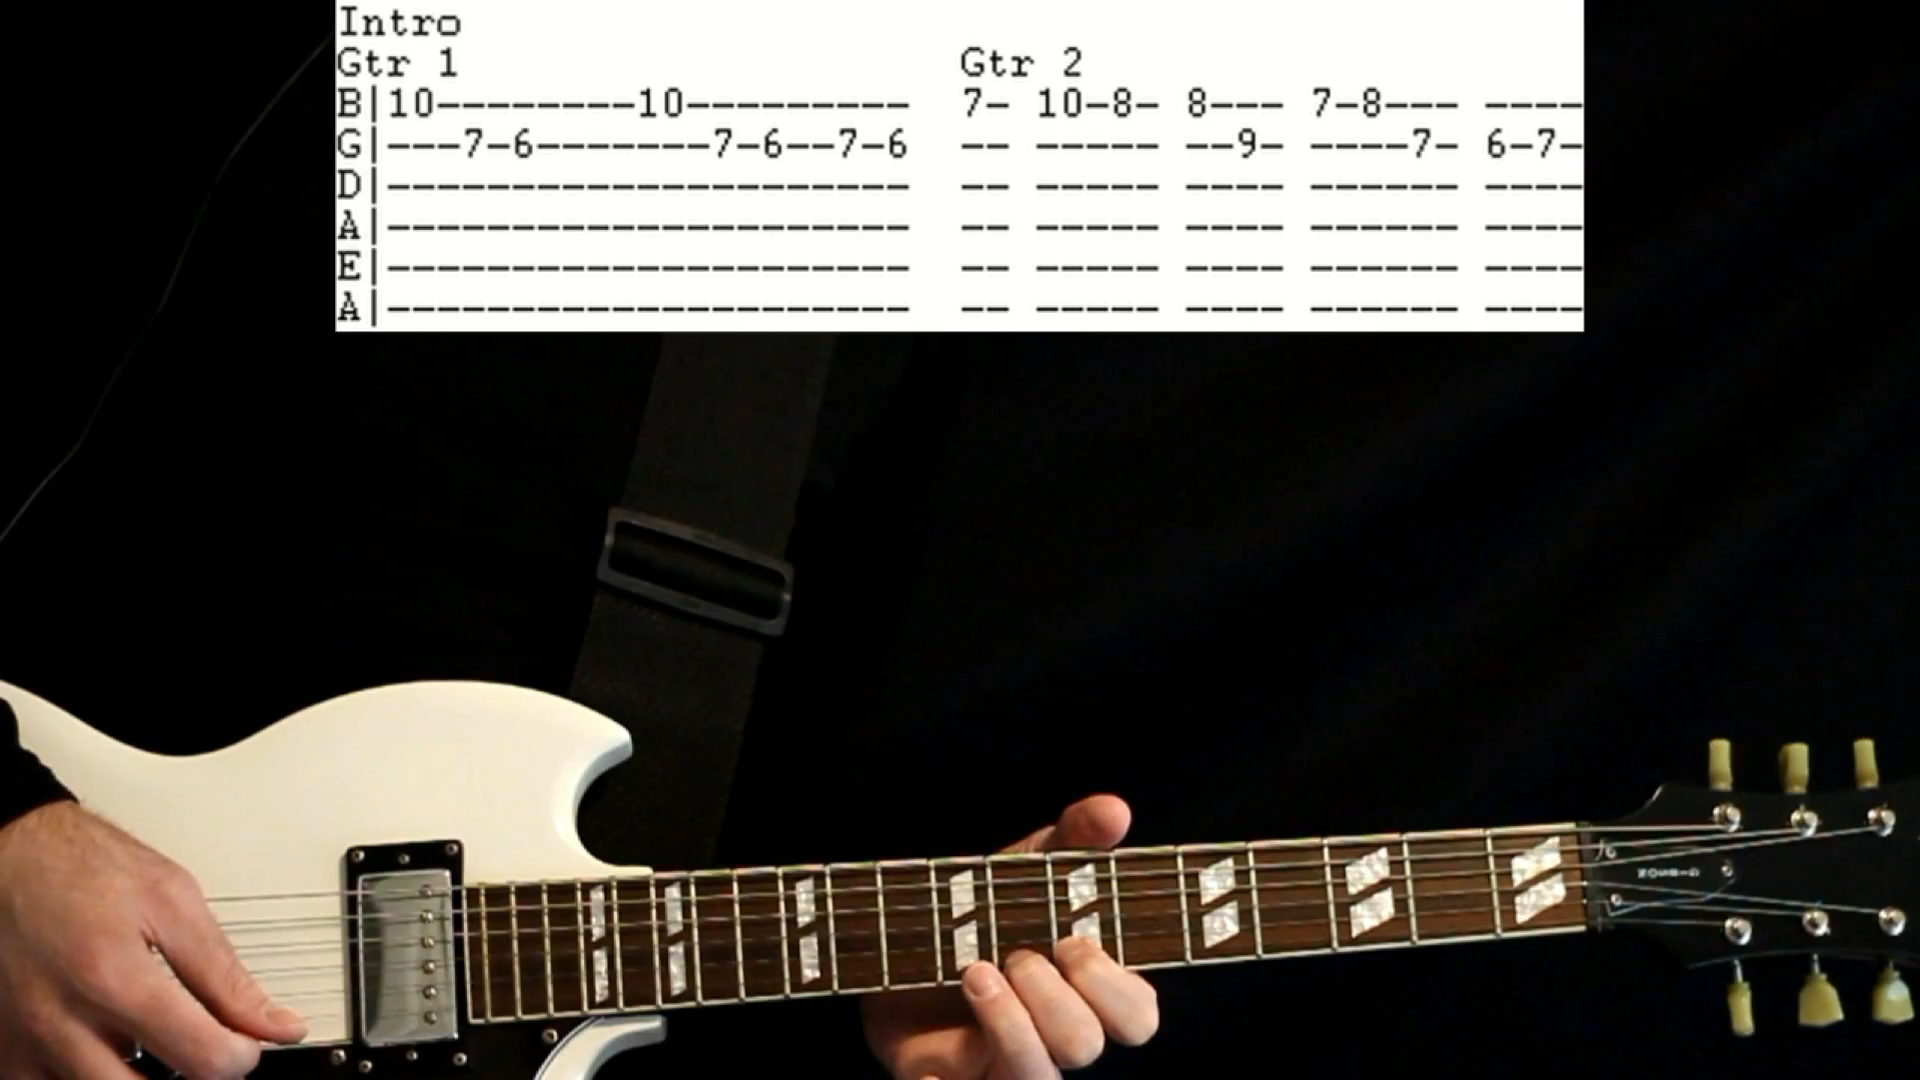 Intro
Gtr 1 Gtr 2
B|10--------10--------- 7- 10-8- 8--- 7-8--- ----
G|---7-6-------7-6--7-6 -- ----- --9- ----7- 6-7-
D|--------------------- -- ----- ---- ------ ----
A|--------------------- -- ----- ---- ------ ----
E|--------------------- -- ----- ---- ------ ----
A|--------------------- -- ----- ---- ------ ----